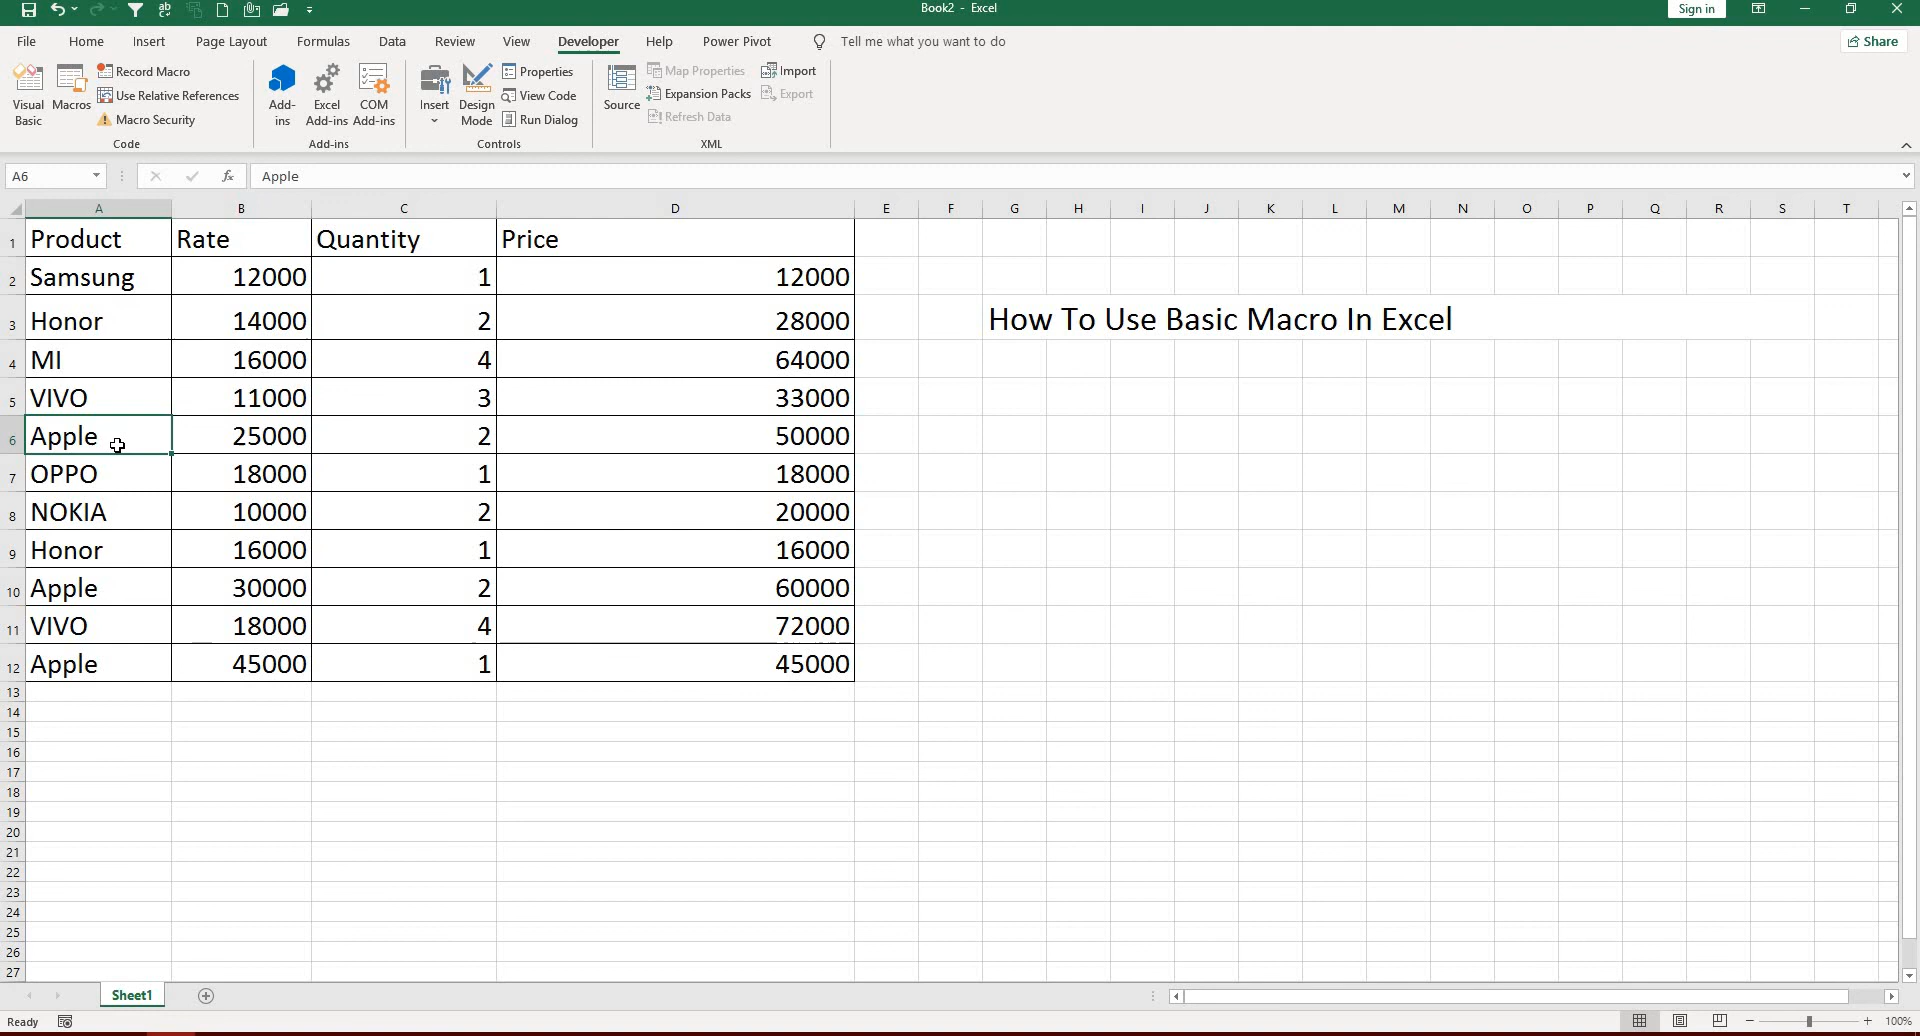 Book2 - Excel
Sign in
File Home Insert Page Layout Formulas Data Review View Developer Help Power Pivot Tell me what you want to do Share
Visual Basic
Macros
Record Macro
Use Relative References
Macro Security
Code
Add-ins
Excel Add-ins
COM Add-ins
Add-ins
Insert
Design Mode
Properties
View Code
Run Dialog
Controls
Source
Map Properties
Expansion Packs
Refresh Data
Import
Export
XML
A6 fx Apple
A B C D E F G H I J K L M N O P Q R S T
1 Product Rate Quantity Price
2 Samsung 12000 1 12000
3 Honor 14000 2 28000 How To Use Basic Macro In Excel
4 MI 16000 4 64000
5 VIVO 11000 3 33000
6 Apple 25000 2 50000
7 OPPO 18000 1 18000
8 NOKIA 10000 2 20000
9 Honor 16000 1 16000
10 Apple 30000 2 60000
11 VIVO 18000 4 72000
12 Apple 45000 1 45000
13
14
15
16
17
18
19
20
21
22
23
24
25
26
27
Sheet1
Ready
100%